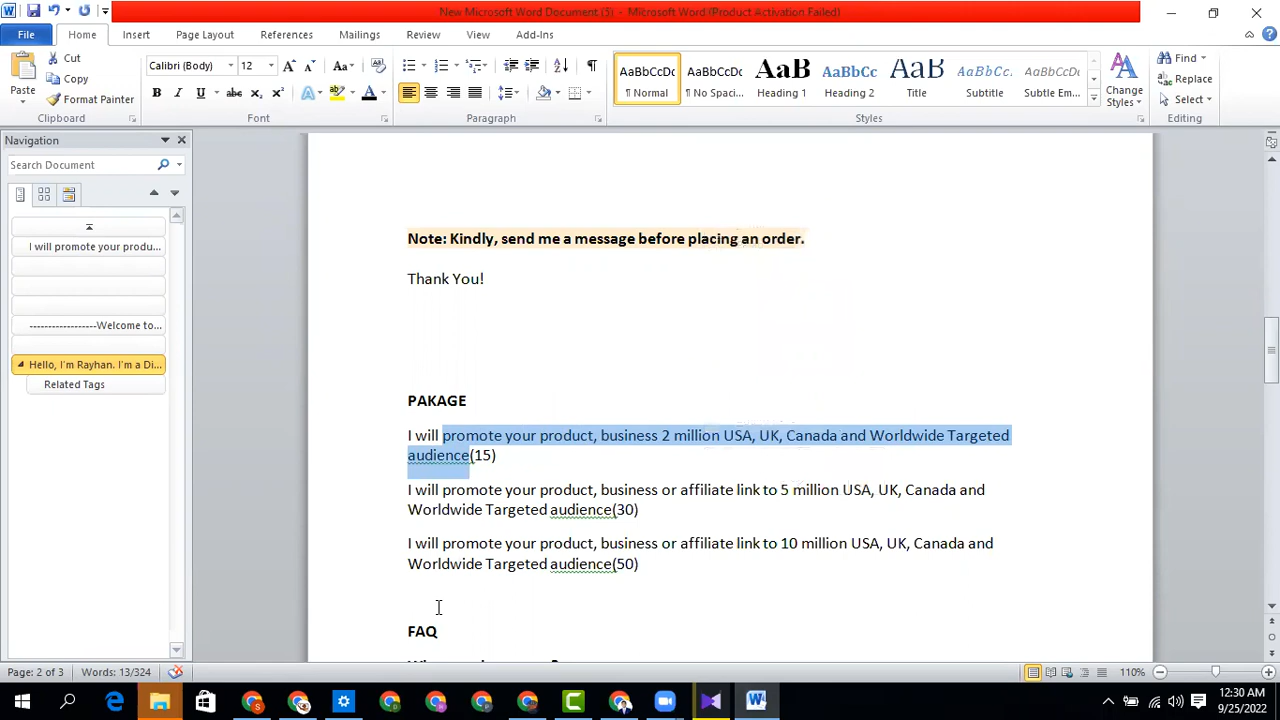 New Microsoft Word Document (3) - Microsoft Word (Product Activation Failed)
File Home Insert Page Layout References Mailings Review View Add-Ins
Paste
Cut
Copy
Format Painter
Clipboard
Calibri (Body) 12
Font
Paragraph
AaBbCcDc AaBbCcDc AaB AaBbCc AaB AaBbCc AaBbCcDc
¶ Normal ¶ No Spaci... Heading 1 Heading 2 Title Subtitle Subtle Em...
Change Styles
Styles
Find
Replace
Select
Editing
Navigation
Search Document
I will promote your produ...
------------------Welcome to...
Hello, I'm Rayhan. I'm a Di...
Related Tags
Note: Kindly, send me a message before placing an order.
Thank You!
PAKAGE
I will promote your product, business 2 million USA, UK, Canada and Worldwide Targeted
audience(15)
I will promote your product, business or affiliate link to 5 million USA, UK, Canada and
Worldwide Targeted audience(30)
I will promote your product, business or affiliate link to 10 million USA, UK, Canada and
Worldwide Targeted audience(50)
FAQ
Page: 2 of 3 Words: 13/324 110%
12:30 AM
9/25/2022